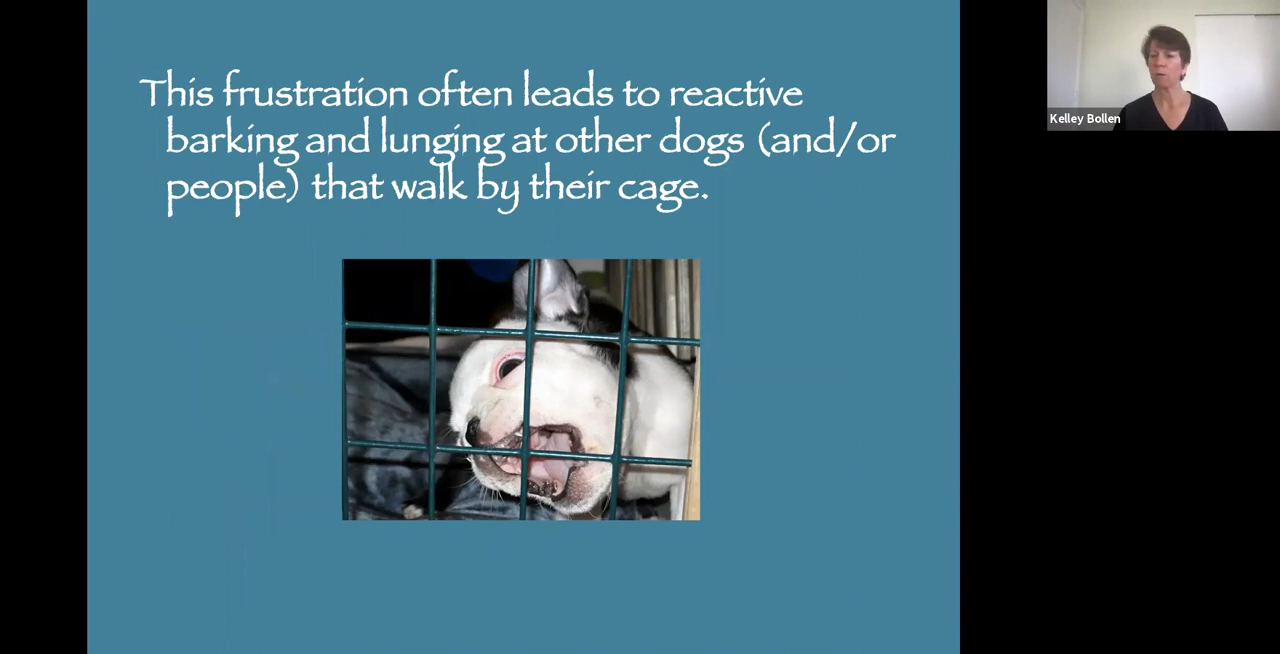 This frustration often leads to reactive
barking and lunging at other dogs (and/or
people) that walk by their cage.
Kelley Bollen